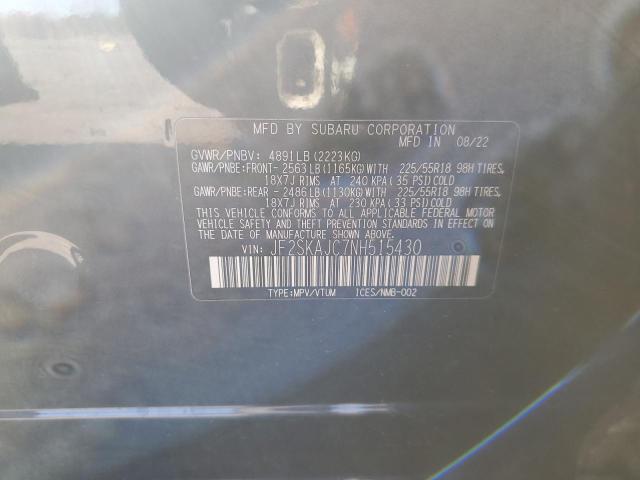 MFD BY SUBARU CORPORATION
MFD IN 08/22
GVWR/PNBV: 4891LB(2223KG)
GAWR/PNBE:FRONT- 2563LB(1165KG)WITH 225/55R18 98H TIRES,
18X7J RIMS AT 240 KPA(35 PSI)COLD
GAWR/PNBE:REAR - 2486LB(1130KG)WITH 225/55R18 98H TIRES,
18X7J RIMS AT 230 KPA(33 PSI)COLD
THIS VEHICLE CONFORMS TO ALL APPLICABLE FEDERAL MOTOR
VEHICLE SAFETY AND THEFT PREVENTION STANDARDS IN EFFECT
ON THE DATE OF MANUFACTURE SHOWN ABOVE.
VIN: JF2SKAJC7NH515430
TYPE:MPV/VTUM ICES/NMB-002